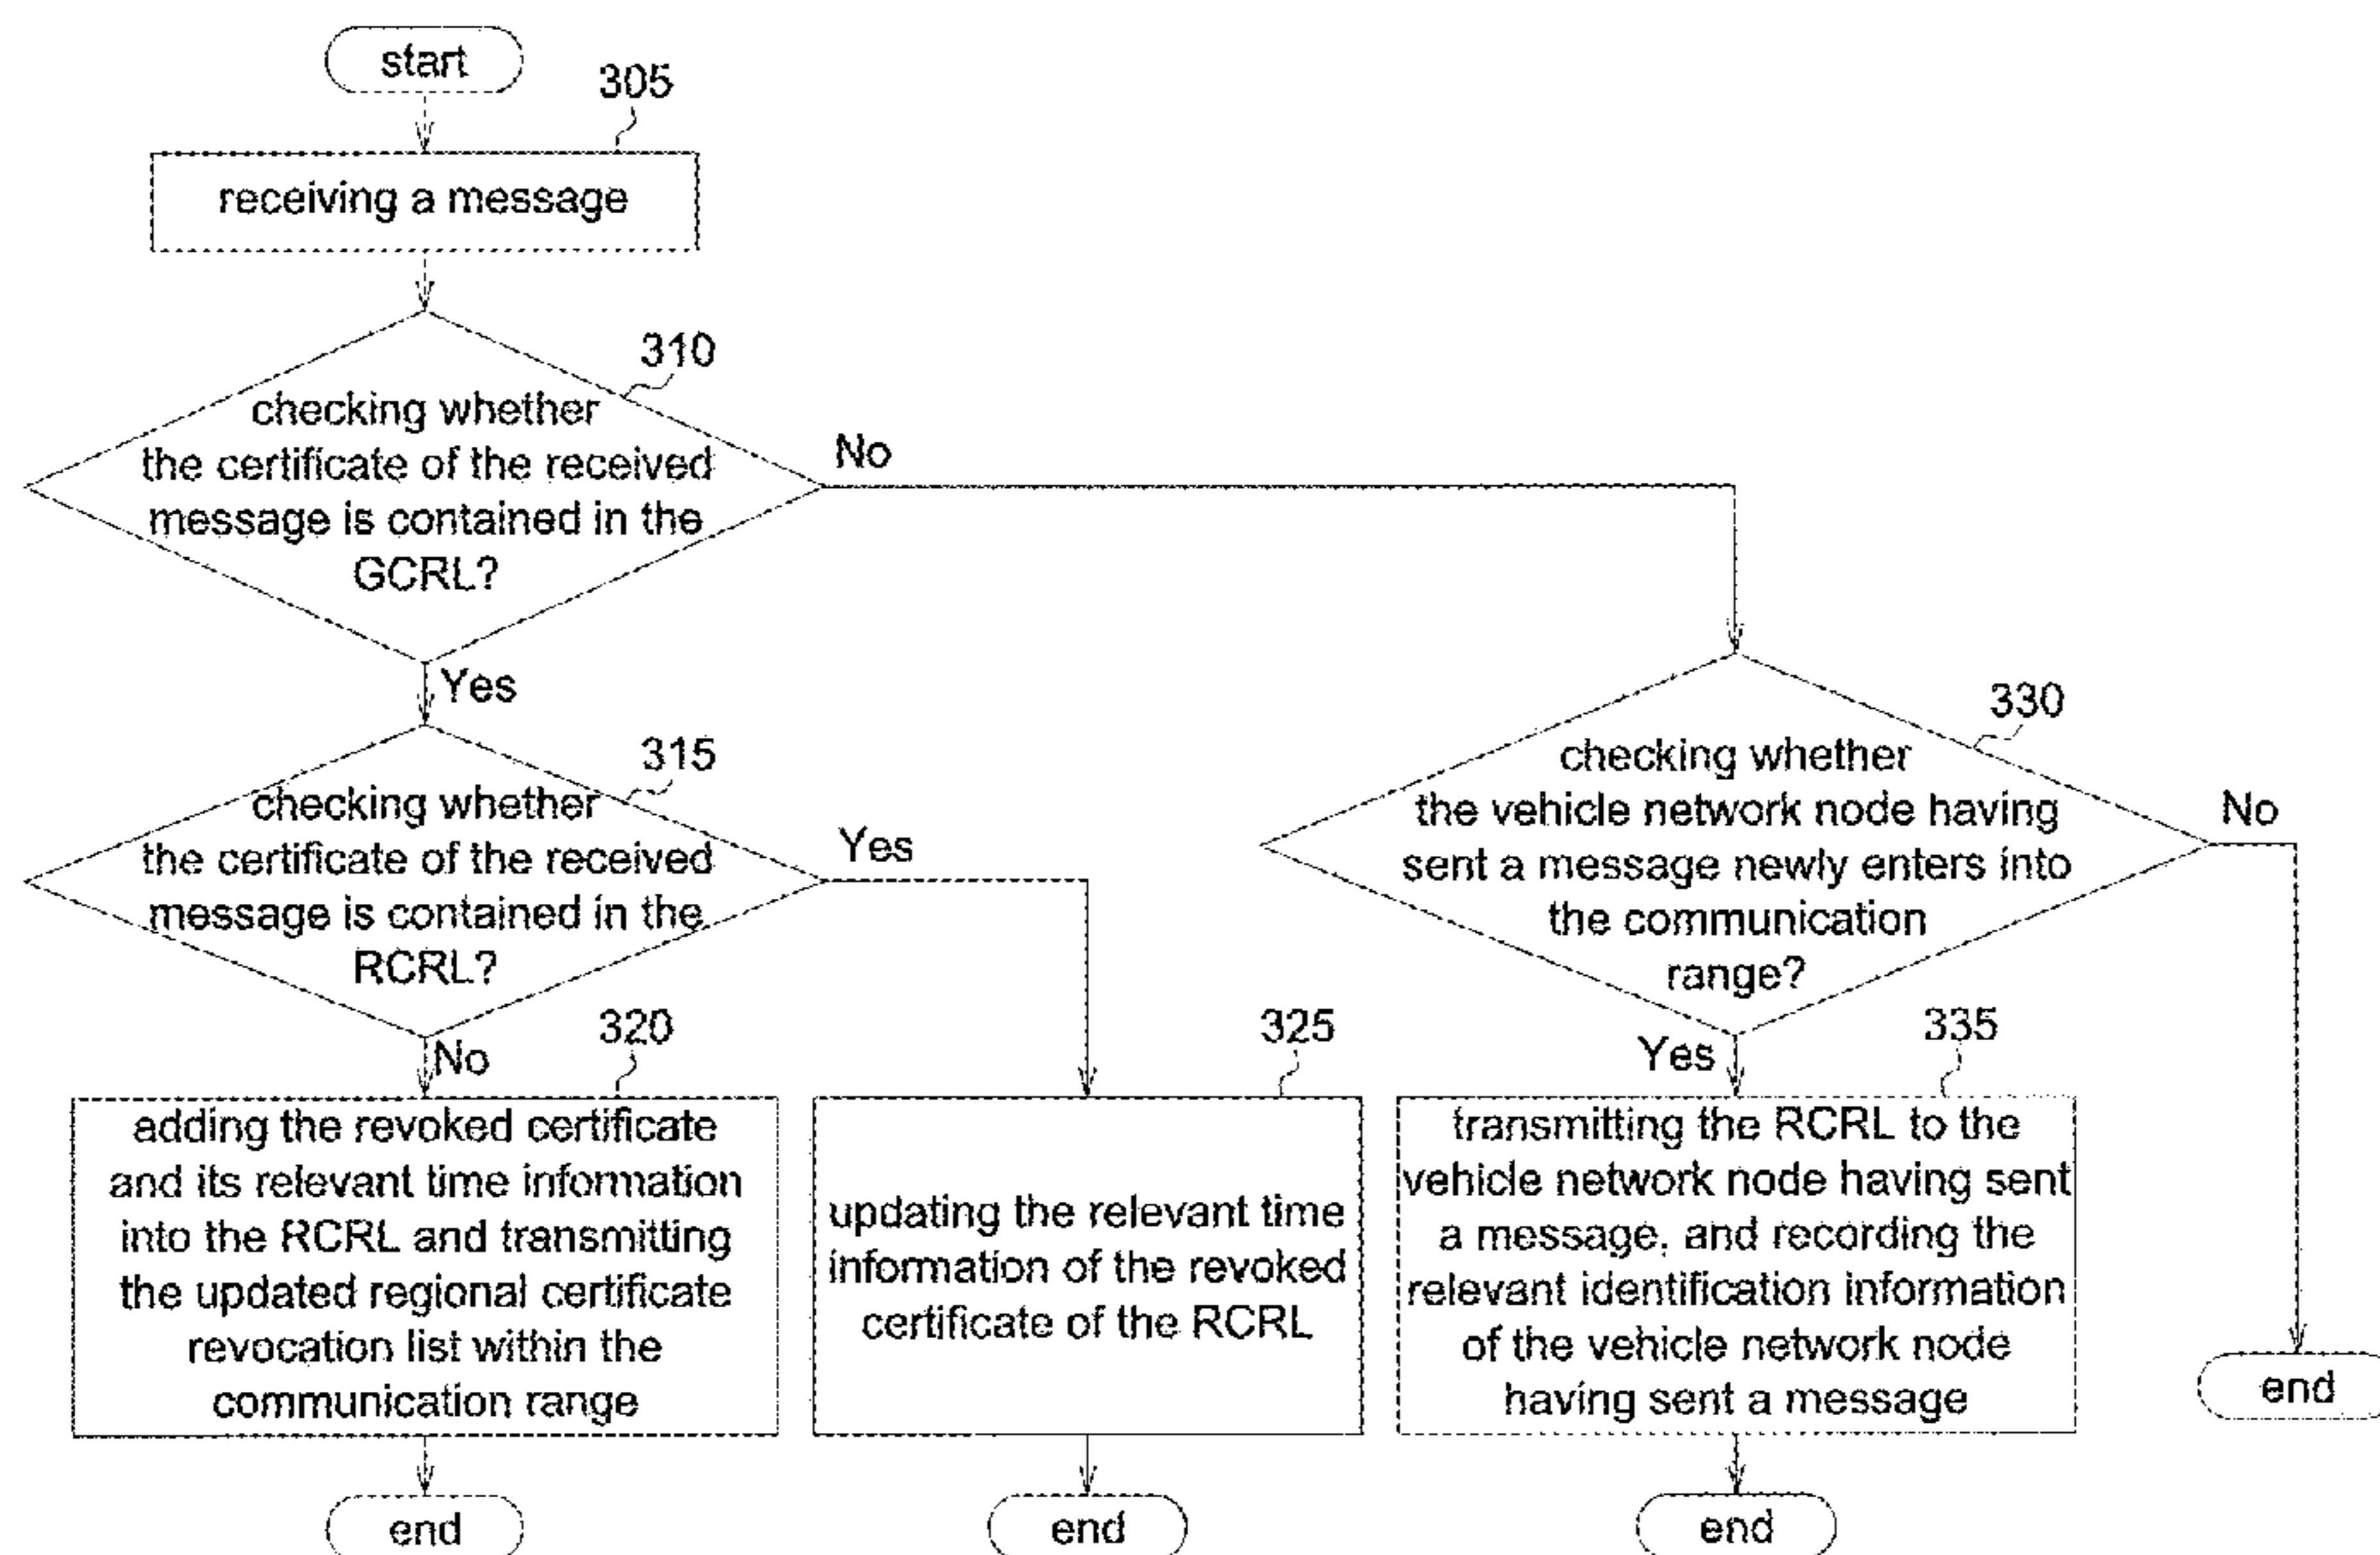 start
305
receiving a message
310
checking whether
the certificate of the received
message is contained in the
GCRL?
No
Yes
315
checking whether
the certificate of the received
message is contained in the
RCRL?
Yes
No
330
checking whether
the vehicle network node having
sent a message newly enters into
the communication
range?
No
Yes
320
adding the revoked certificate
and its relevant time information
into the RCRL and transmitting
the updated regional certificate
revocation list within the
communication range
325
updating the relevant time
information of the revoked
certificate of the RCRL
335
transmitting the RCRL to the
vehicle network node having sent
a message, and recording the
relevant identification information
of the vehicle network node
having sent a message
end
end
end
end